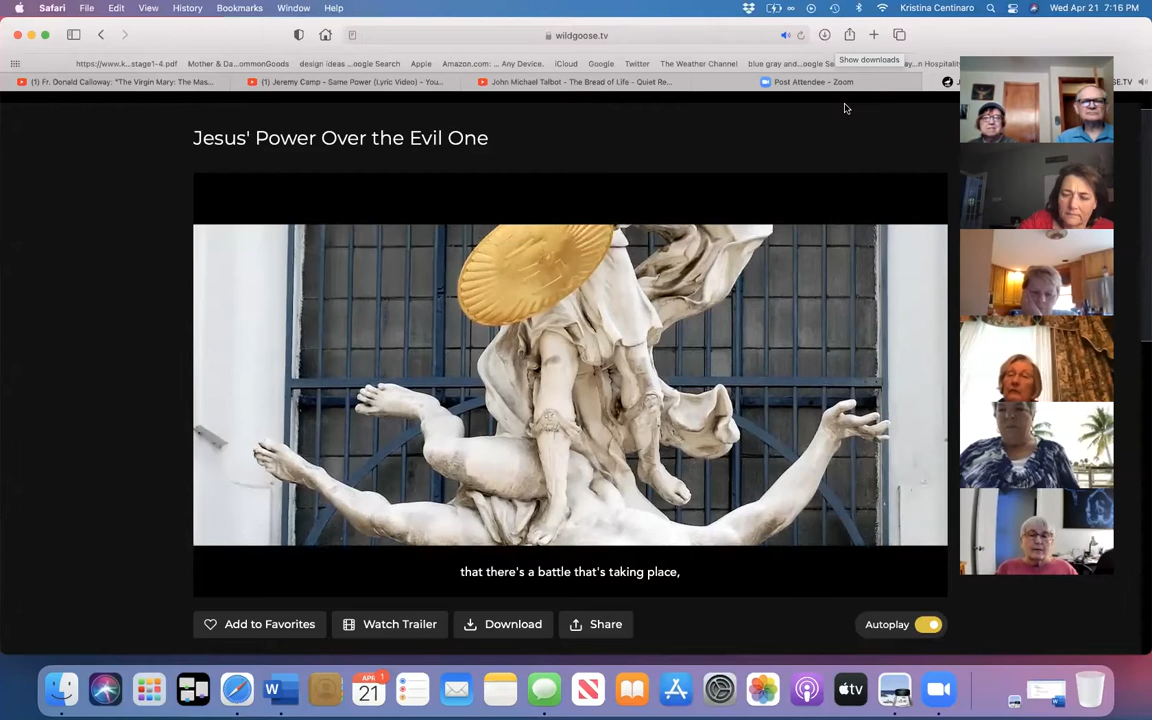 Safari File Edit View History Bookmarks Window Help
Kristina Centinaro Wed Apr 21 7:16 PM
wildgoose.tv
https://www.k...stage1-4.pdf Mother & Da...ommonGoods design ideas ...ogle Search Apple Amazon.com: ... Any Device. iCloud Google Twitter The Weather Channel blue gray and...ogle Se
Show downloads
(1) Fr. Donald Calloway: "The Virgin Mary: The Mas...
(1) Jeremy Camp - Same Power (Lyric Video) - You...
John Michael Talbot - The Bread of Life - Quiet Re...
Post Attendee - Zoom
Jesus' Power Over the Evil One
that there's a battle that's taking place,
Add to Favorites
Watch Trailer
Download
Share
Autoplay
APR
21
1
W
tv